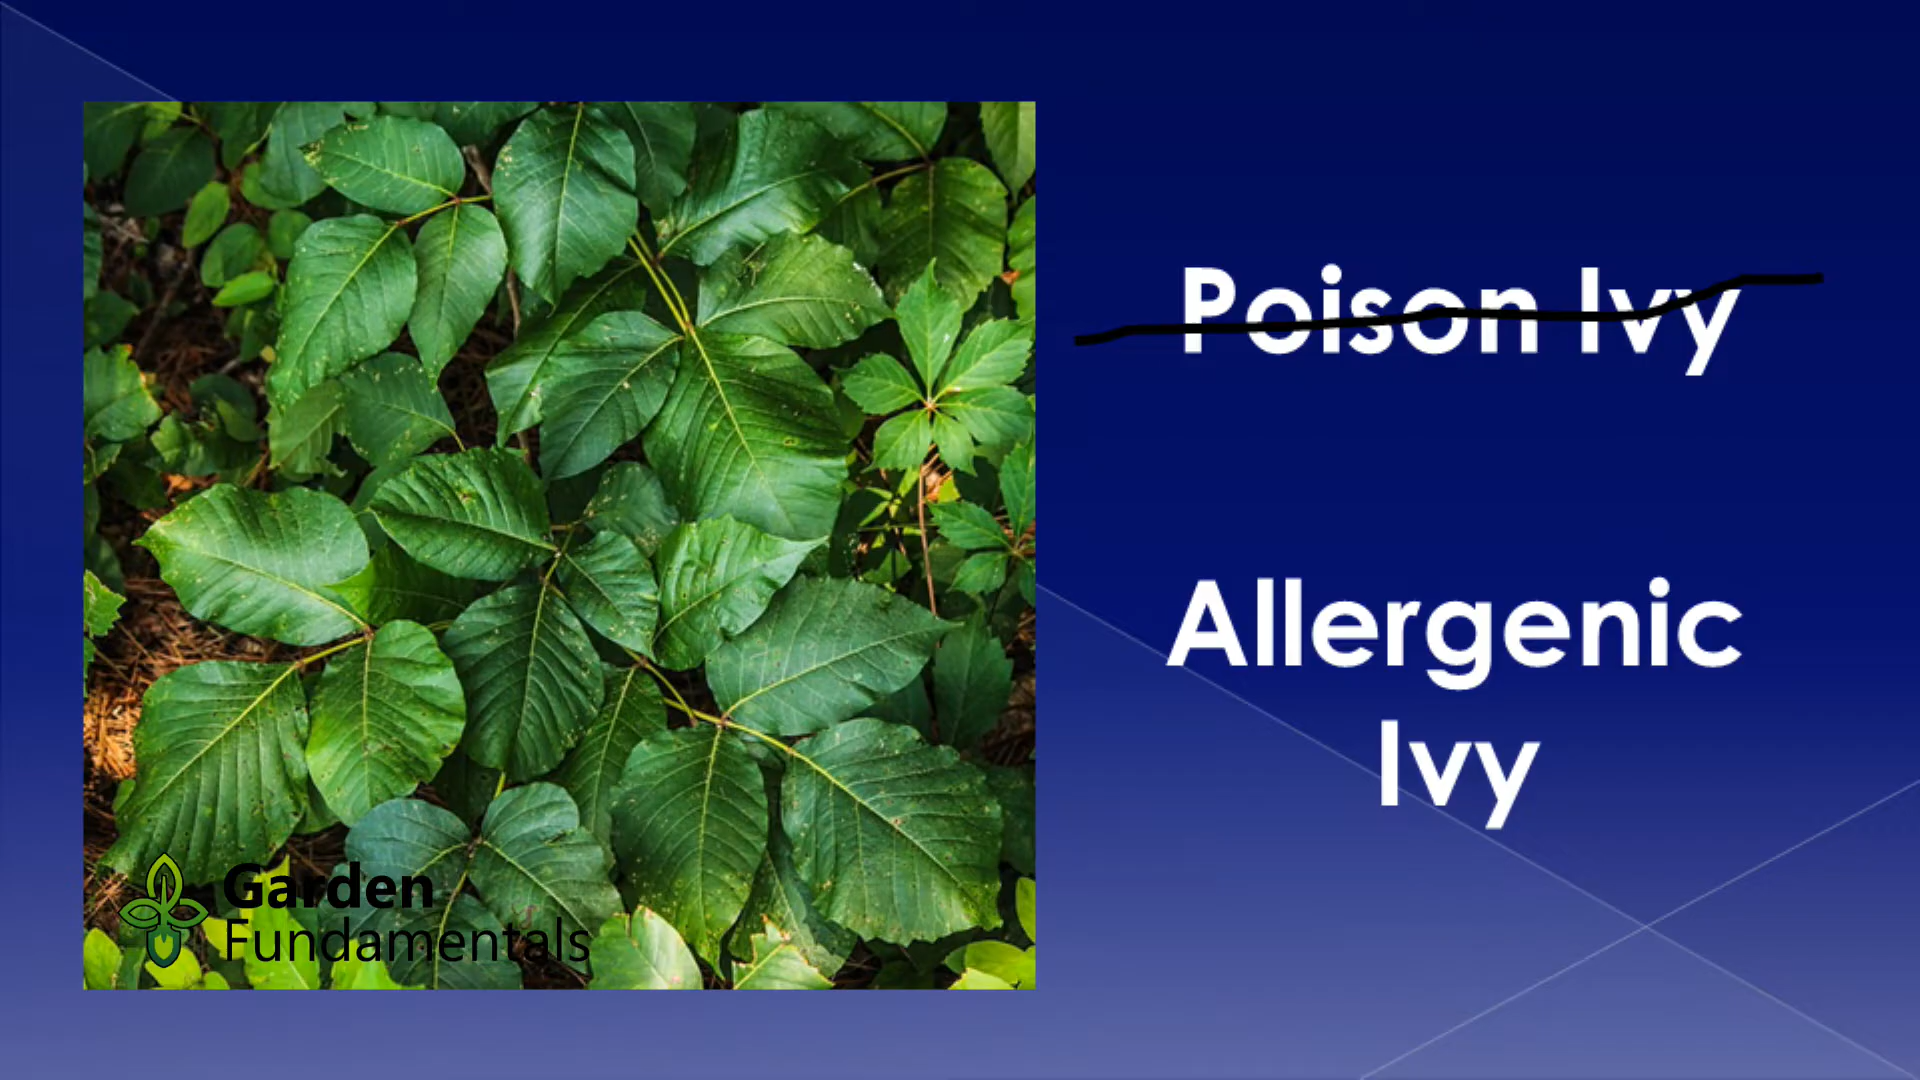 Poison Ivy
Allergenic
Ivy
Garden
Fundamentals